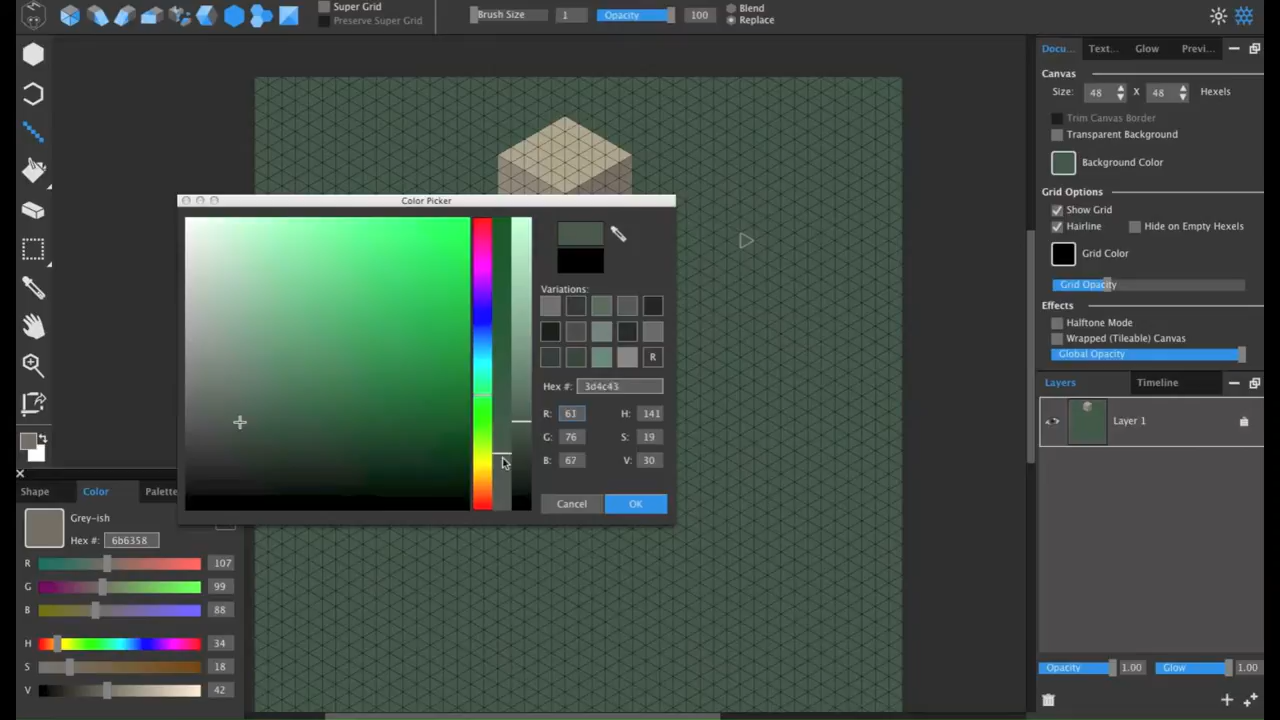 Super Grid
Preserve Super Grid
Brush Size
1
Opacity
100
Blend
Replace
Docu...
Text...
Glow
Previ...
Canvas
Size: 48 X 48 Hexels
Trim Canvas Border
Transparent Background
Background Color
Grid Options
Show Grid
Hairline
Hide on Empty Hexels
Grid Color
Grid Opacity
Effects
Halftone Mode
Wrapped (Tileable) Canvas
Global Opacity
Layers
Timeline
Layer 1
Opacity 1.00
Glow 1.00
Color Picker
Variations:
R
Hex #: 3d4c43
R: 61 H: 141
G: 76 S: 19
B: 67 V: 30
Cancel
OK
Shape
Color
Palette
Grey-ish
Hex #: 6b6358
R 107
G 99
B 88
H 34
S 18
V 42